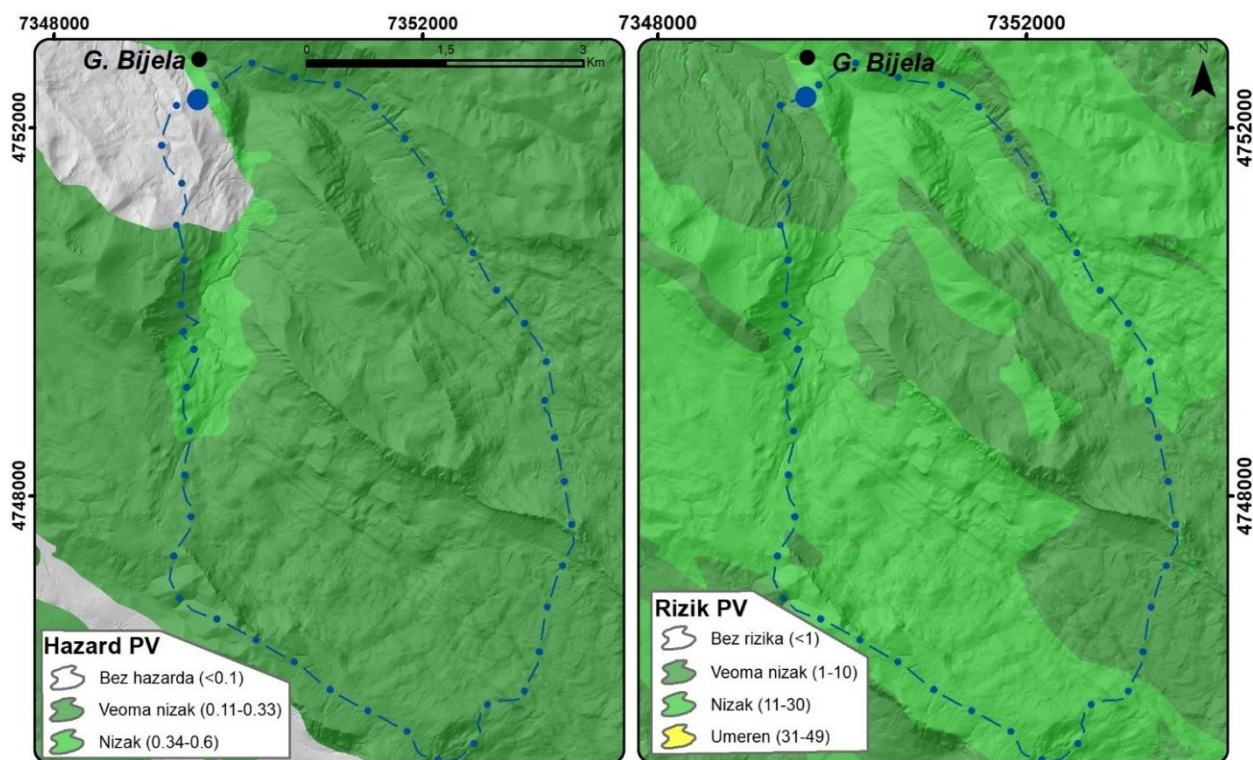 7348000
7352000
7348000
7352000
G. Bijela
0
1,5
3
Km
G. Bijela
N
4752000
4752000
4748000
4748000
Hazard PV
Bez hazarda (<0.1)
Veoma nizak (0.11-0.33)
Nizak (0.34-0.6)
Rizik PV
Bez rizika (<1)
Veoma nizak (1-10)
Nizak (11-30)
Umeren (31-49)